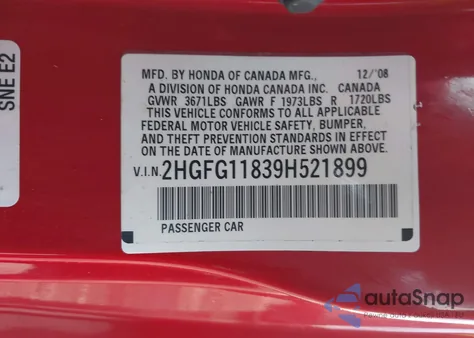 SNE E2
MFD. BY HONDA OF CANADA MFG., 12/'08
A DIVISION OF HONDA CANADA INC. CANADA
GVWR 3671LBS GAWR F 1973LBS R 1720LBS
THIS VEHICLE CONFORMS TO ALL APPLICABLE
FEDERAL MOTOR VEHICLE SAFETY, BUMPER,
AND THEFT PREVENTION STANDARDS IN EFFECT
ON THE DATE OF MANUFACTURE SHOWN ABOVE.
V.I.N. 2HGFG11839H521899
PASSENGER CAR
autaSnap